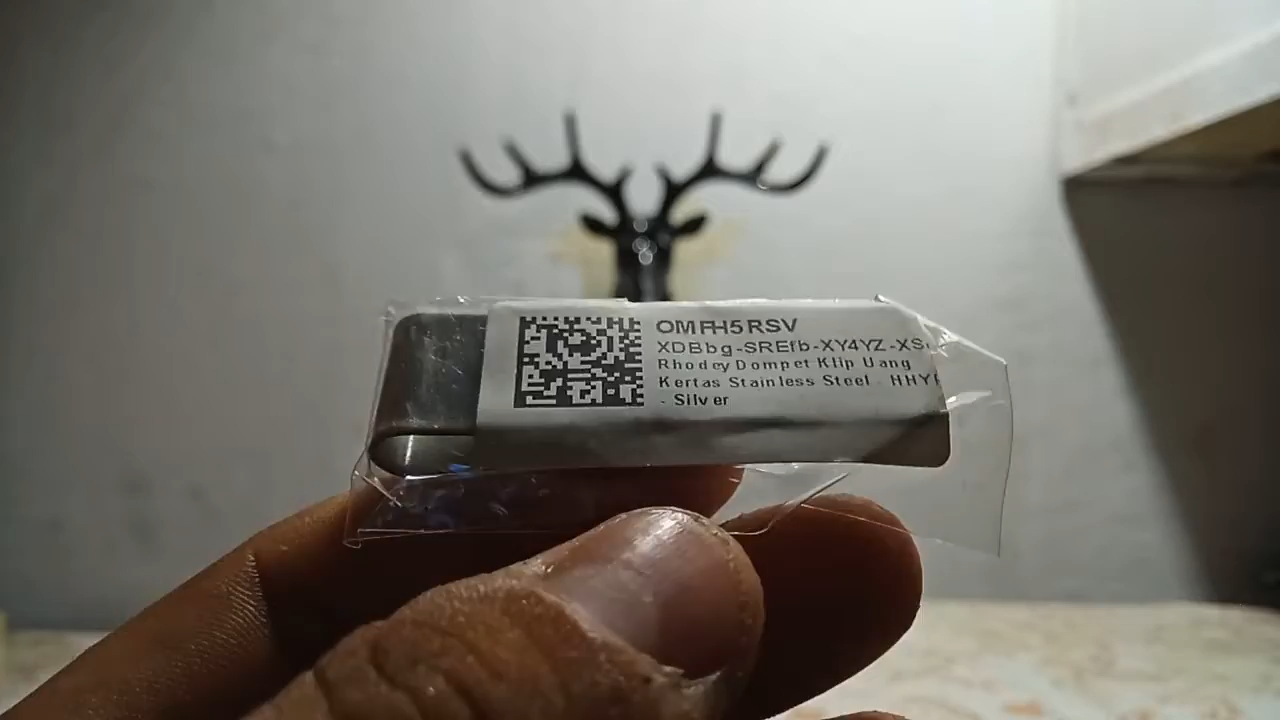 OMFH5RSV
XDBbg-SREfb-XY4YZ-XS
Rhodey Dompet Klip Uang
Kertas Stainless Steel - HHY
- Silver